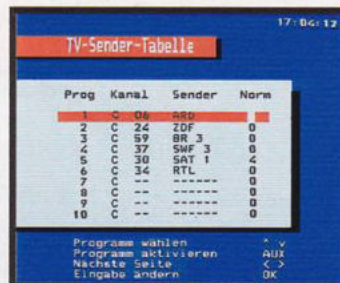 17:04:12
TV-Sender-Tabelle
Prog Kanal Sender Norm
1 C 06 ARD
2 C 24 ZDF 0
3 C 59 BR 3 0
4 C 37 SWF 3 0
5 C 30 SAT 1 4
6 C 34 RTL 0
7 C -- ------ 0
8 C -- ------ 0
9 C -- ------ 0
10 C -- ------ 0
Programm wählen ^ v
Programm aktivieren AUX
Nächste Seite < >
Eingabe ändern OK